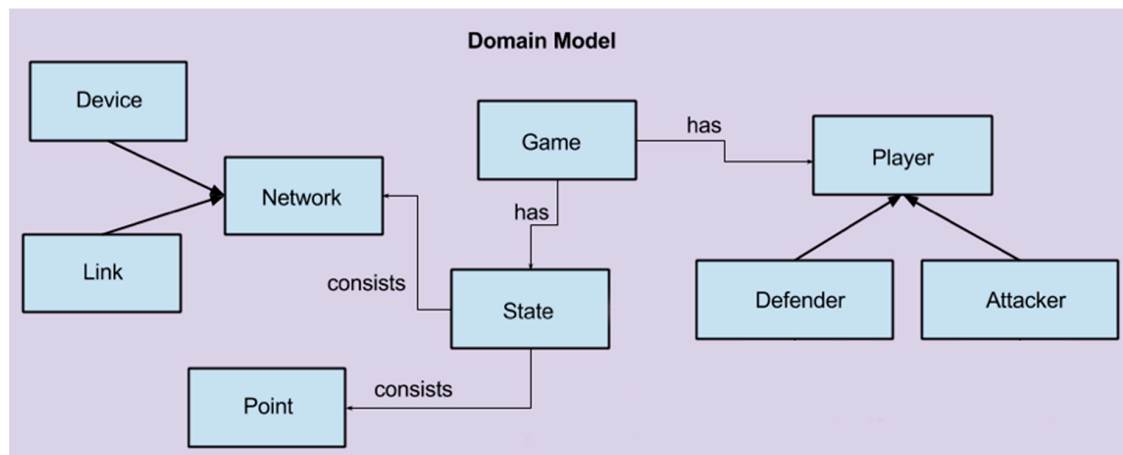 Domain Model
Device
Game
has
Player
Network
has
Link
consists
State
Defender
Attacker
consists
Point